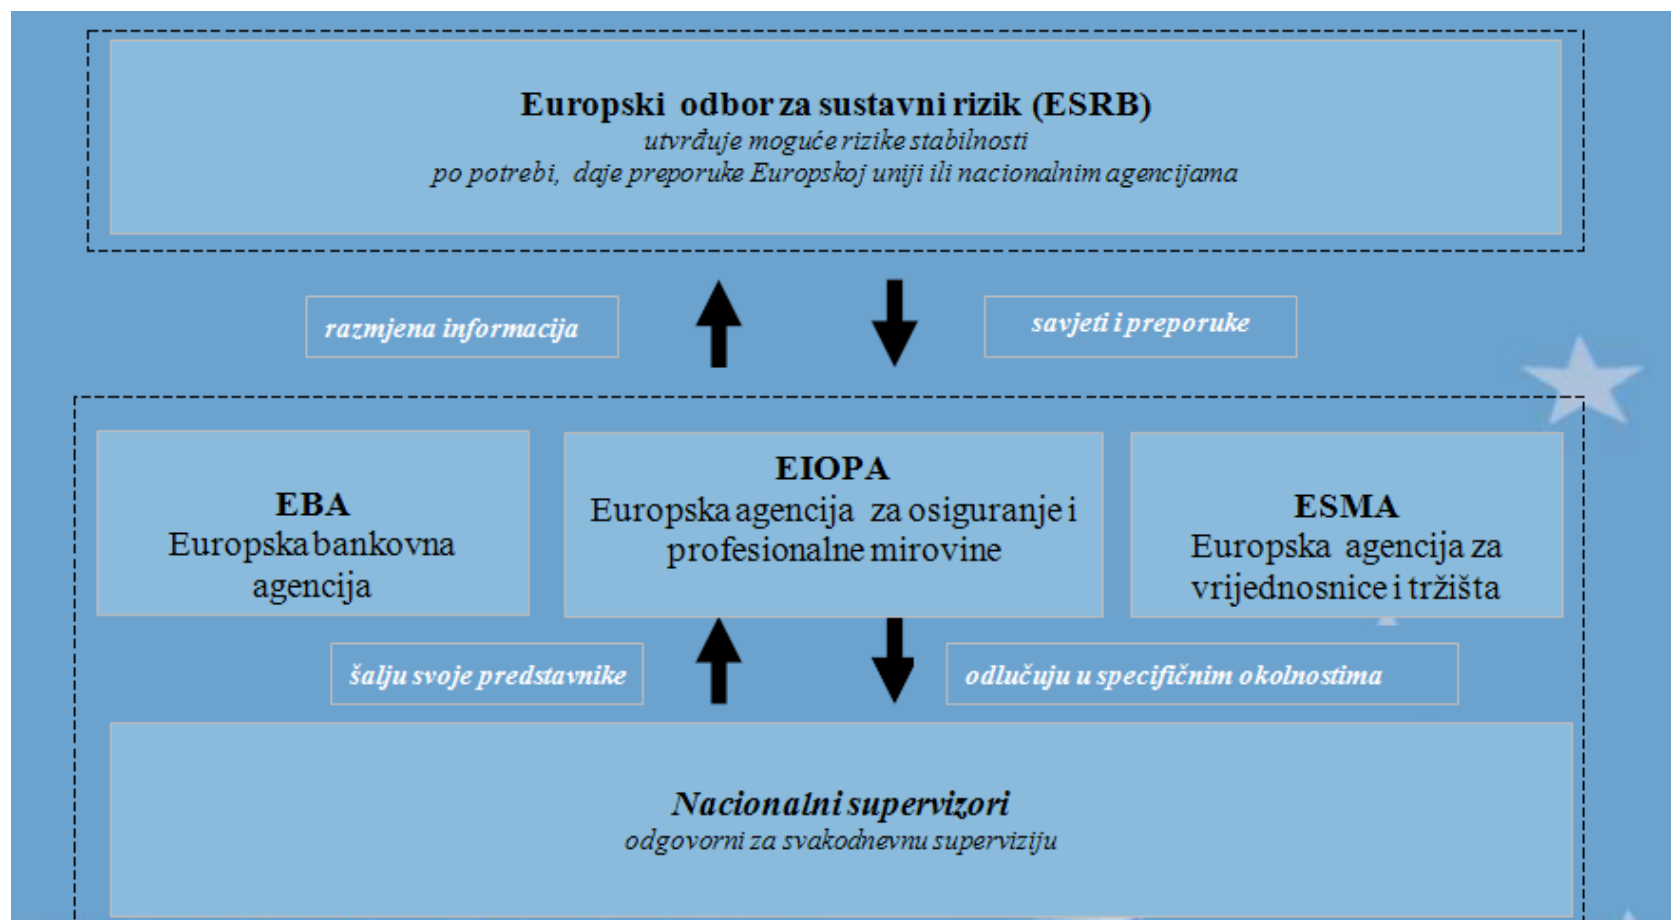 Europski odbor za sustavni rizik (ESRB)
utvrđuje moguće rizike stabilnosti
po potrebi, daje preporuke Europskoj uniji ili nacionalnim agencijama
razmjena informacija
savjeti i preporuke
EBA
Europska bankovna
agencija
EIOPA
Europska agencija za osiguranje i
profesionalne mirovine
ESMA
Europska agencija za
vrijednosnice i tržišta
šalju svoje predstavnike
odlučuju u specifičnim okolnostima
Nacionalni supervizori
odgovorni za svakodnevnu superviziju